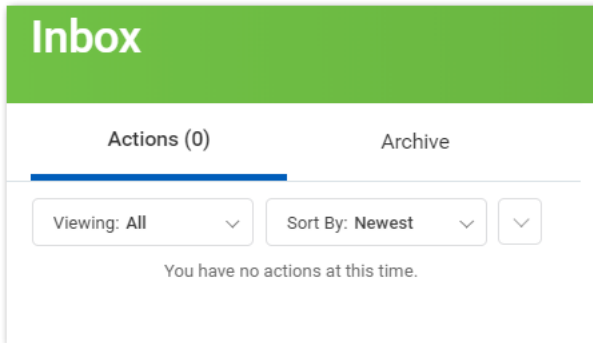 Inbox
Actions (0) Archive
Viewing: All Sort By: Newest
You have no actions at this time.